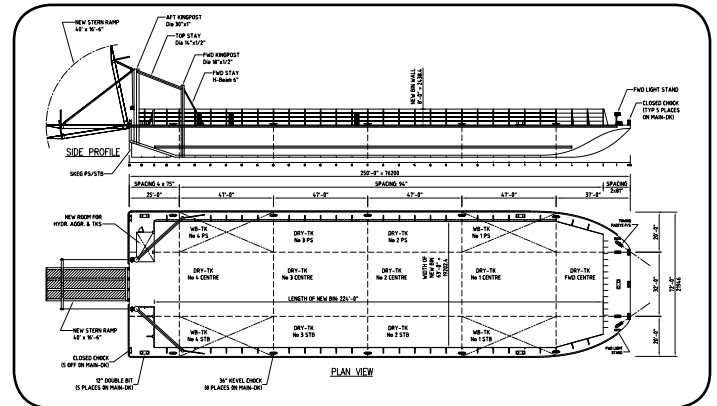 AFT KINGPOST
Dia 30"x1"
NEW STERN RAMP
40' x 16'-6"
TOP STAY
Dia 14"x1/2"
FWD KINGPOST
Dia 18"x1/2"
FWD STAY
H-Beam 6"
NEW BIN WALL
8'-0" = 2438.4
FWD LIGHT STAND
CLOSED CHOCK
(TYP 5 PLACES
ON MAIN-DK)
SIDE PROFILE
SKEG PS/STB
250'-0" = 76200
SPACING 4 x 75"
SPACING 94"
SPACING
2x81"
25'-0"
47'-0"
47'-0"
47'-0"
47'-0"
37'-0"
NEW ROOM FOR
HYDR. AGGR. & TKS
WB-TK
No 4 PS
DRY-TK
No 3 PS
DRY-TK
No 2 PS
WB-TK
No 1 PS
TOWING
PADEYE P/S
20'-0"
DRY-TK
No 4 CENTRE
DRY-TK
No 3 CENTRE
DRY-TK
No 2 CENTRE
WIDTH OF
NEW BIN
63'-0" =
19202.4
DRY-TK
No 1 CENTRE
DRY-TK
FWD CENTRE
32'-0"
72'-0" =
21946
LENGTH OF NEW BIN 224'-0"
NEW STERN RAMP
40' x 16'-6"
WB-TK
No 4 STB
DRY-TK
No 3 STB
DRY-TK
No 2 STB
WB-TK
No 1 STB
20'-0"
FWD LIGHT
STAND
CLOSED CHOCK
(5 OFF ON MAIN-DK)
12" DOUBLE BIT
(5 PLACES ON MAIN-DK)
36" KEVEL CHOCK
(8 PLACES ON MAIN-DK)
PLAN VIEW